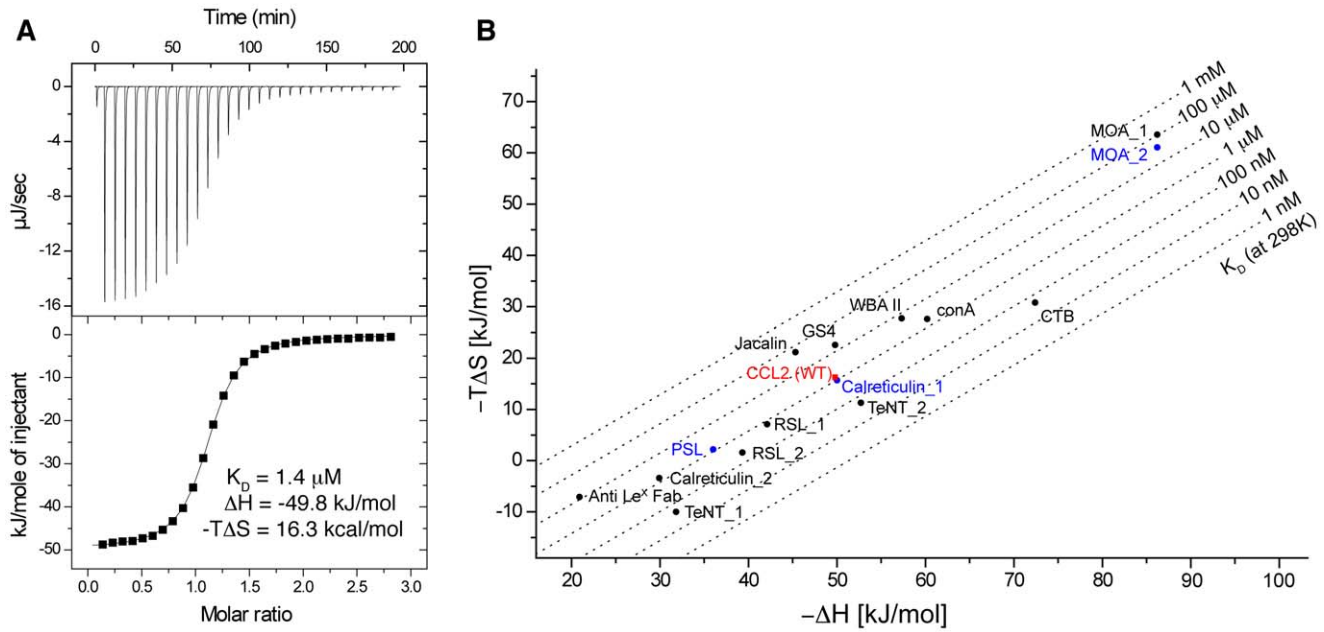 A
Time (min)
0 50 100 150 200
0
-4
-8
-12
-16
µJ/sec
0
-10
-20
-30
-40
-50
kJ/mole of injectant
K_D = 1.4 µM
ΔH = -49.8 kJ/mol
-TΔS = 16.3 kcal/mol
0.0 0.5 1.0 1.5 2.0 2.5 3.0
Molar ratio
B
70
60
50
40
30
20
10
0
-10
−TΔS [kJ/mol]
1 mM
100 µM
10 µM
1 µM
100 nM
10 nM
1 nM
K_D (at 298K)
MOA_1
MOA_2
WBA II
conA
CTB
GS4
Jacalin
CCL2 (WT)
Calreticulin_1
TeNT_2
RSL_1
PSL
RSL_2
Calreticulin_2
Anti Le^x Fab
TeNT_1
20 30 40 50 60 70 80 90 100
−ΔH [kJ/mol]